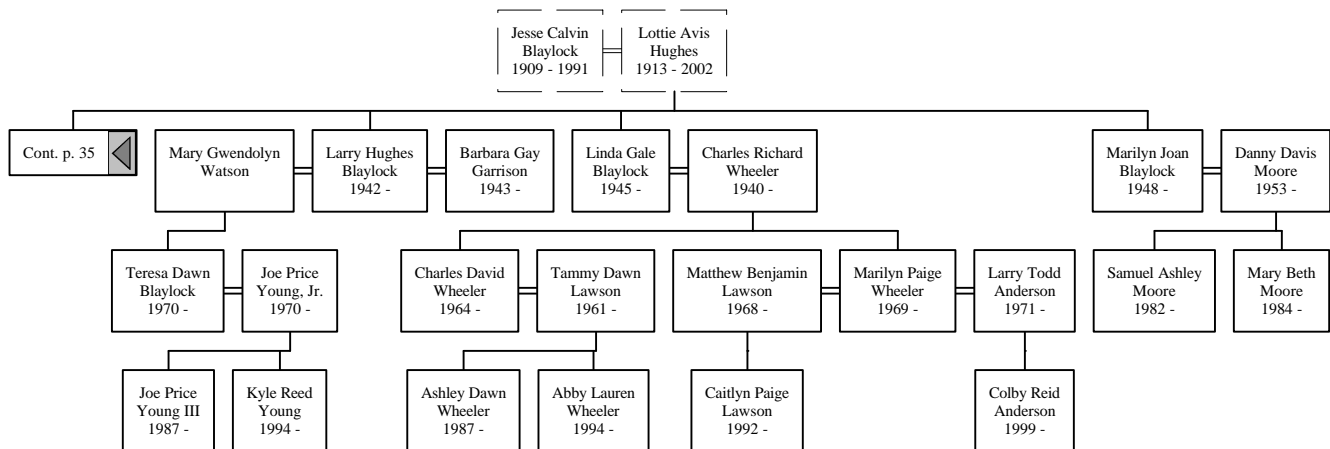 Jesse Calvin
Blaylock
1909 - 1991
Lottie Avis
Hughes
1913 - 2002
Cont. p. 35
Mary Gwendolyn
Watson
Larry Hughes
Blaylock
1942 -
Barbara Gay
Garrison
1943 -
Linda Gale
Blaylock
1945 -
Charles Richard
Wheeler
1940 -
Marilyn Joan
Blaylock
1948 -
Danny Davis
Moore
1953 -
Teresa Dawn
Blaylock
1970 -
Joe Price
Young, Jr.
1970 -
Charles David
Wheeler
1964 -
Tammy Dawn
Lawson
1961 -
Matthew Benjamin
Lawson
1968 -
Marilyn Paige
Wheeler
1969 -
Larry Todd
Anderson
1971 -
Samuel Ashley
Moore
1982 -
Mary Beth
Moore
1984 -
Joe Price
Young III
1987 -
Kyle Reed
Young
1994 -
Ashley Dawn
Wheeler
1987 -
Abby Lauren
Wheeler
1994 -
Caitlyn Paige
Lawson
1992 -
Colby Reid
Anderson
1999 -